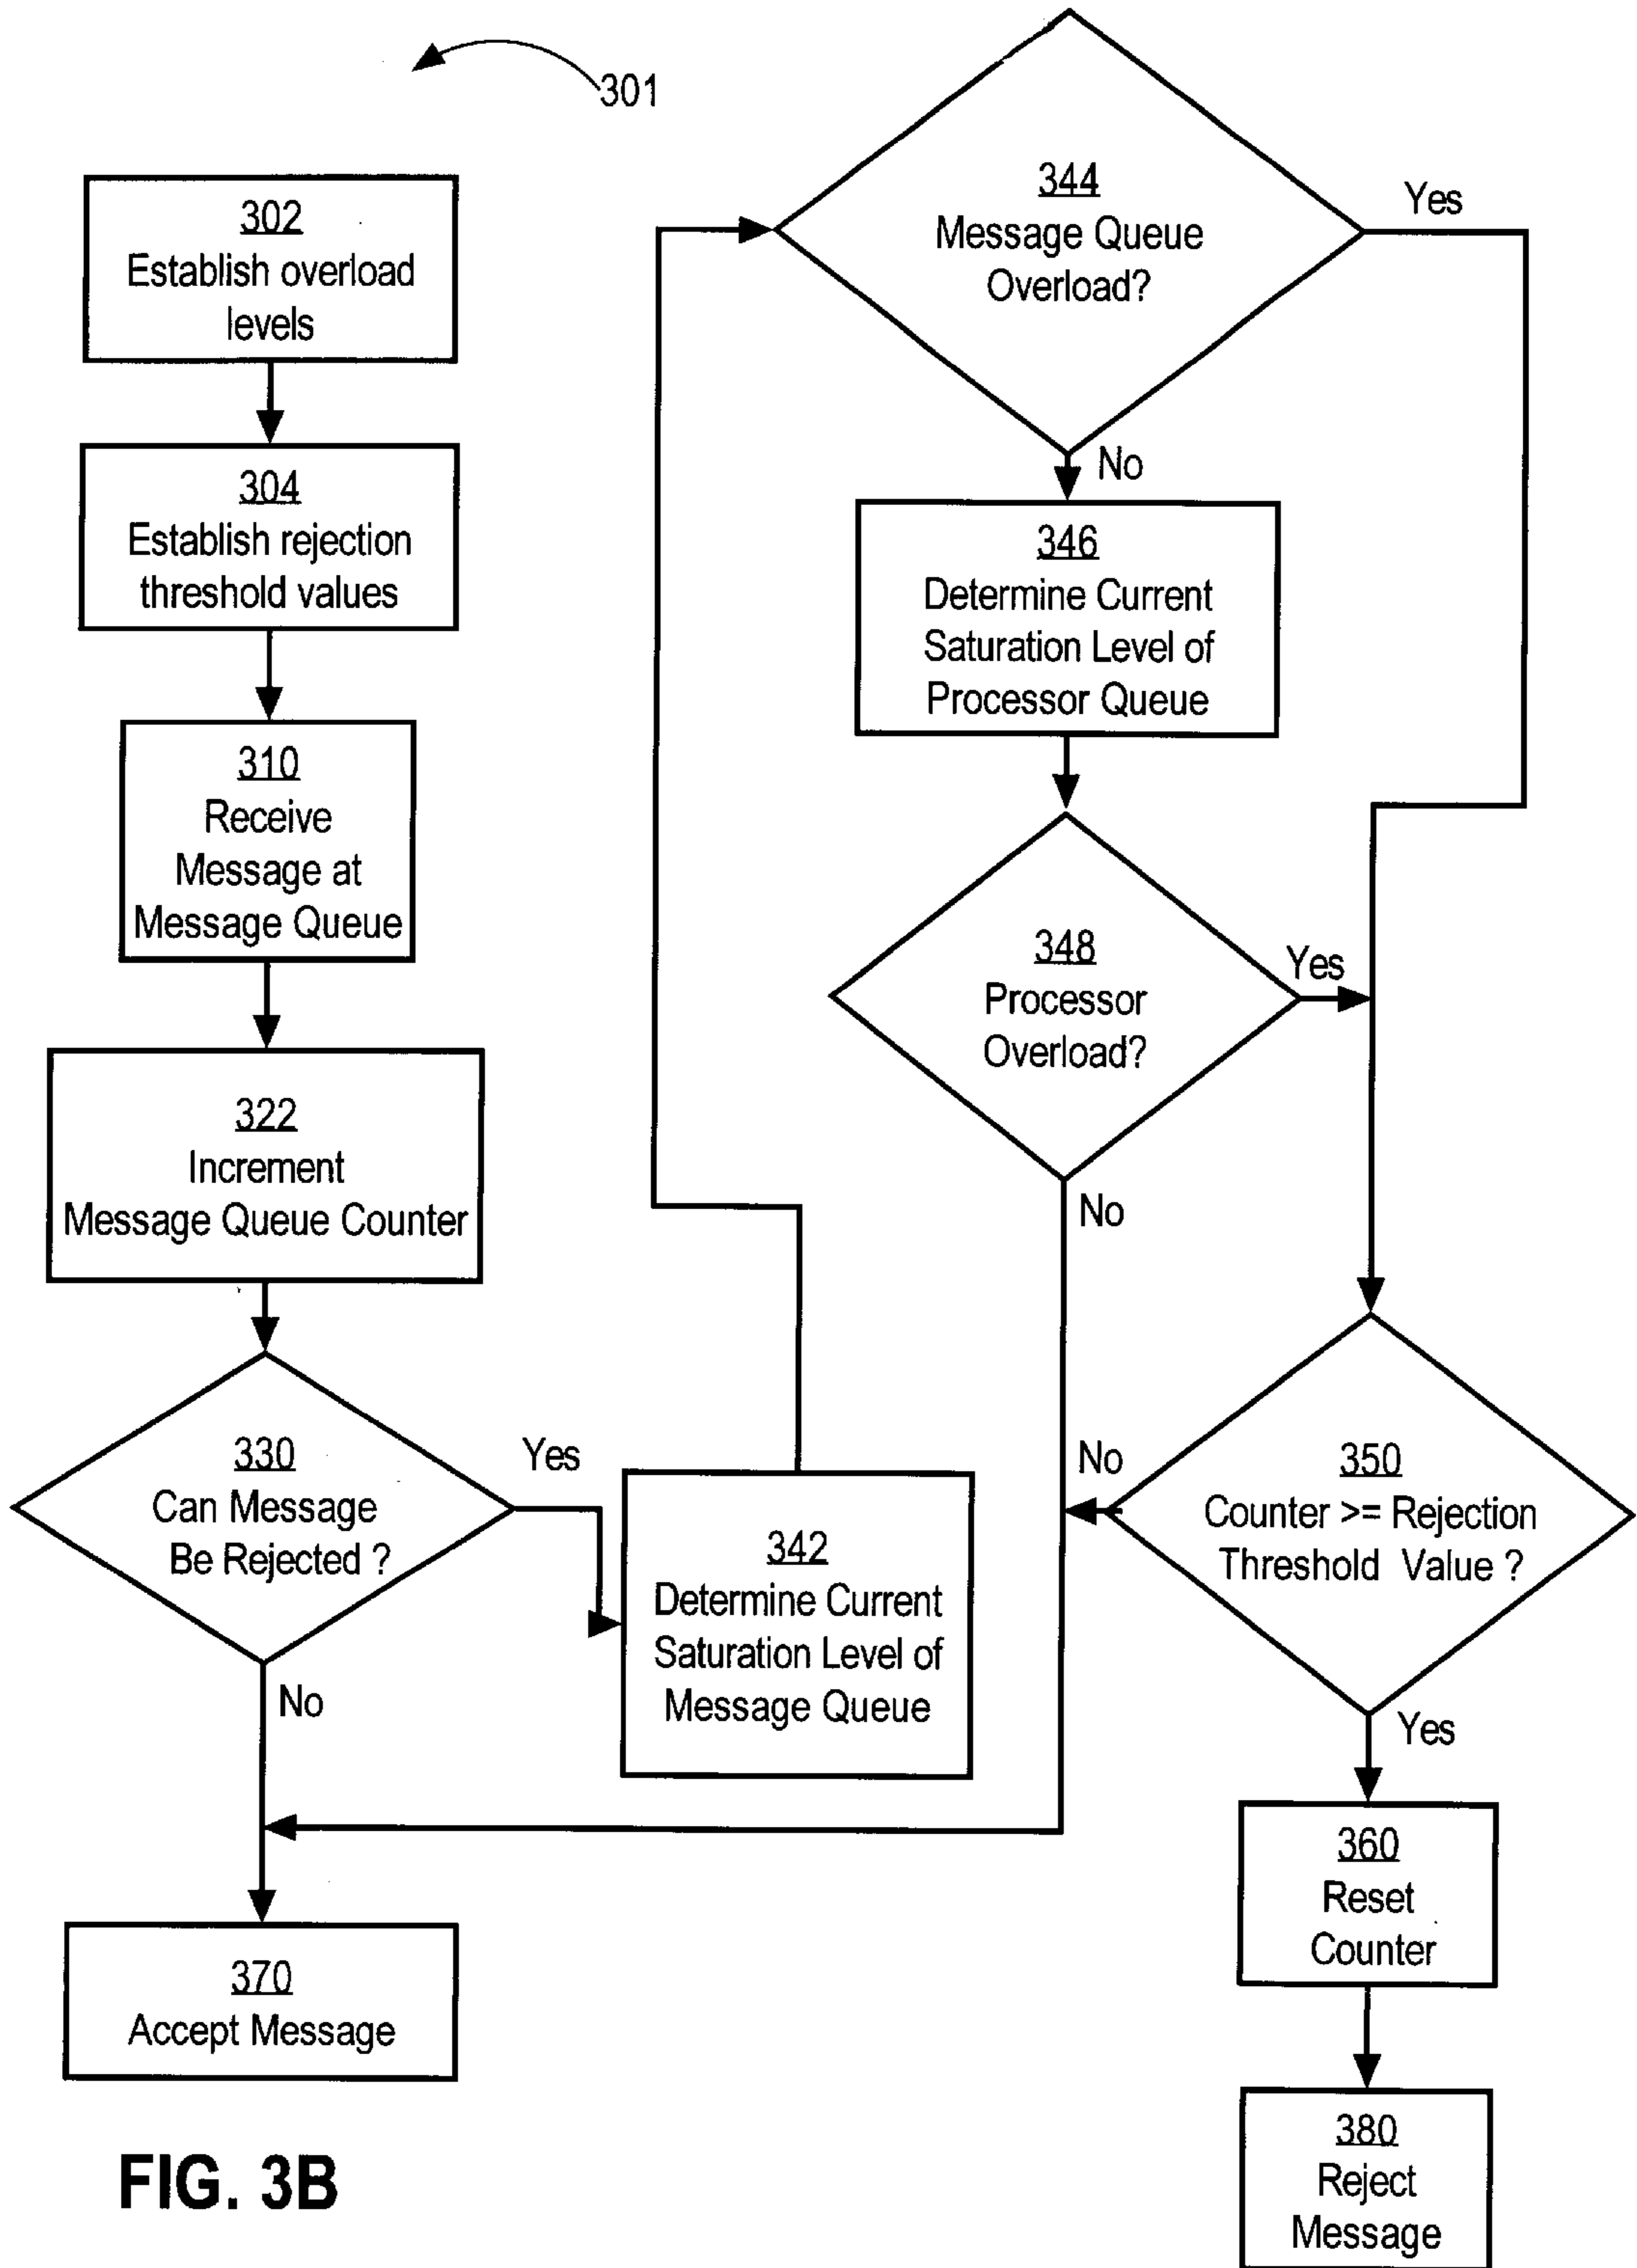 301
302
Establish overload
levels
304
Establish rejection
threshold values
310
Receive
Message at
Message Queue
322
Increment
Message Queue Counter
330
Can Message
Be Rejected ?
Yes
No
342
Determine Current
Saturation Level of
Message Queue
344
Message Queue
Overload?
Yes
No
346
Determine Current
Saturation Level of
Processor Queue
348
Processor
Overload?
Yes
No
350
Counter >= Rejection
Threshold Value ?
No
Yes
360
Reset
Counter
370
Accept Message
380
Reject
Message
FIG. 3B